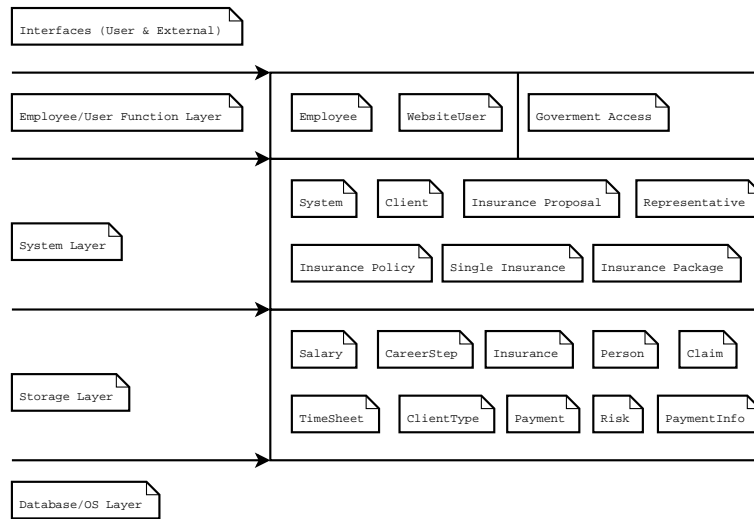 Interfaces (User & External)
Employee/User Function Layer
Employee
WebsiteUser
Goverment Access
System Layer
System
Client
Insurance Proposal
Representative
Insurance Policy
Single Insurance
Insurance Package
Storage Layer
Salary
CareerStep
Insurance
Person
Claim
TimeSheet
ClientType
Payment
Risk
PaymentInfo
Database/OS Layer